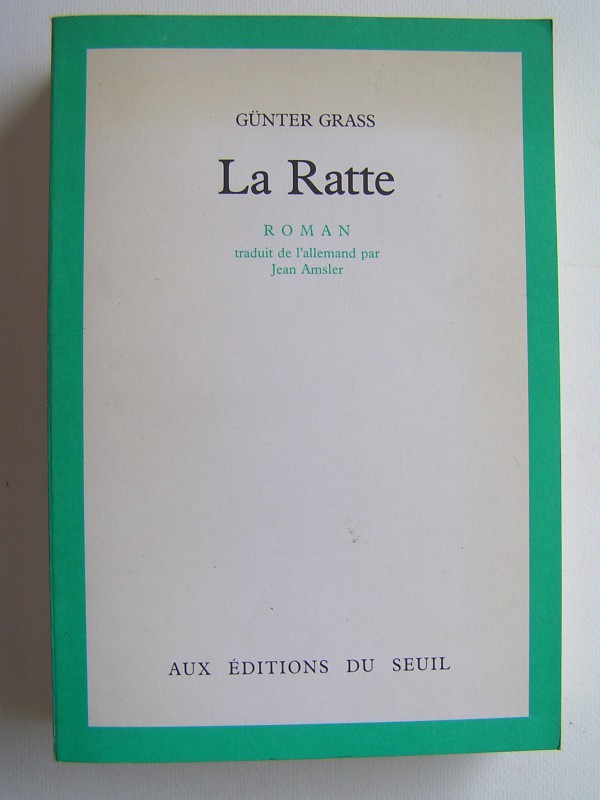 GÜNTER GRASS
La Ratte
ROMAN
traduit de l'allemand par
Jean Amsler
AUX ÉDITIONS DU SEUIL